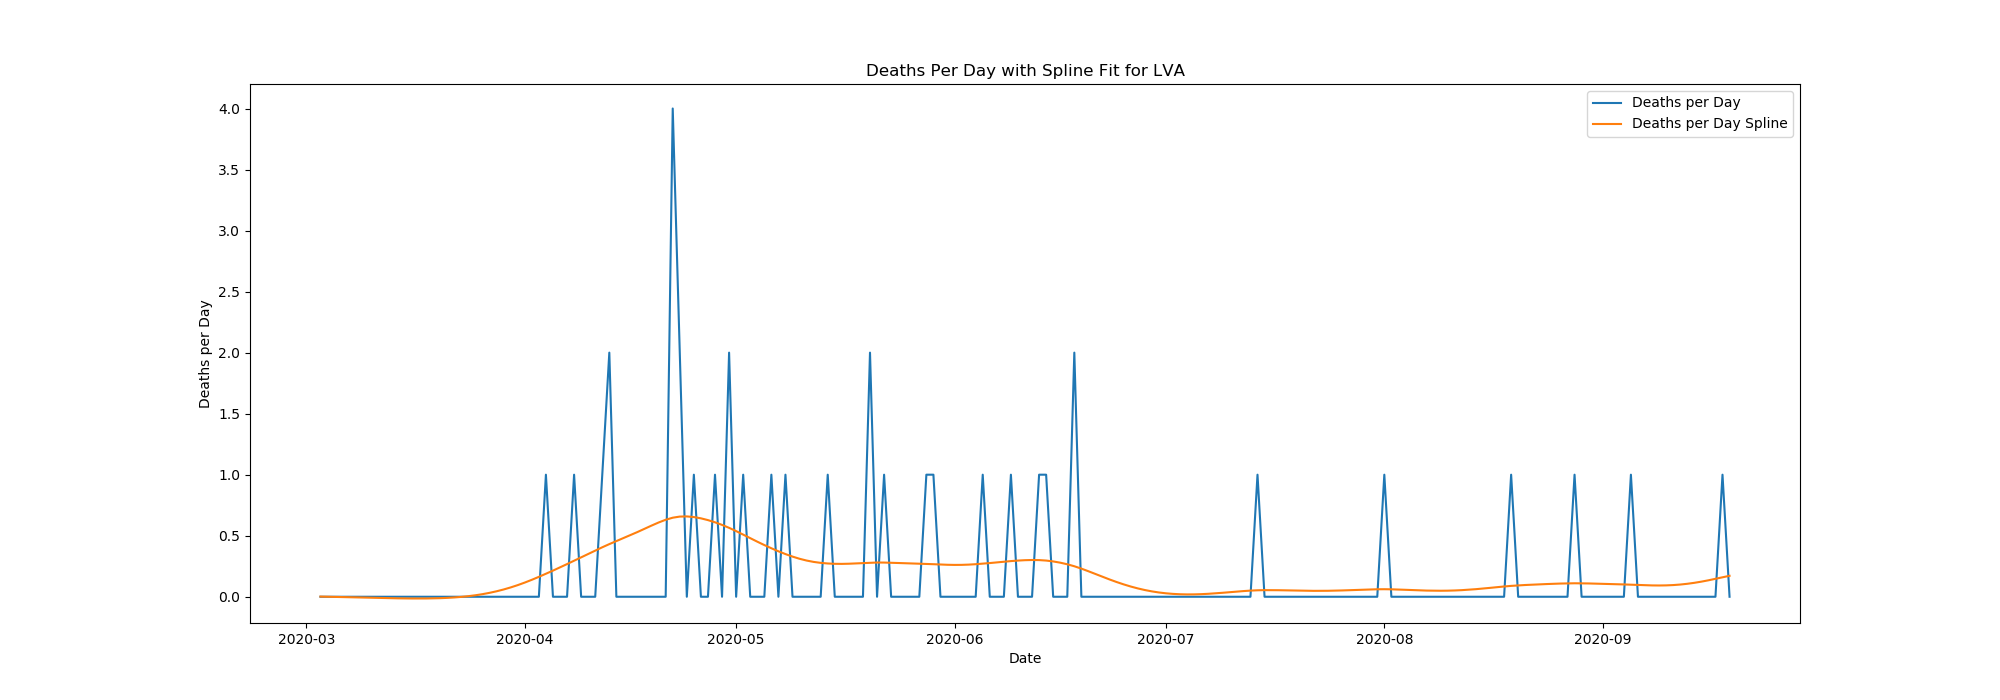 Deaths Per Day with Spline Fit for LVA
Deaths per Day
Deaths per Day Spline
4.0
3.5
3.0
2.5
2.0
1.5
1.0
0.5
0.0
Deaths per Day
2020-03 2020-04 2020-05 2020-06 2020-07 2020-08 2020-09
Date